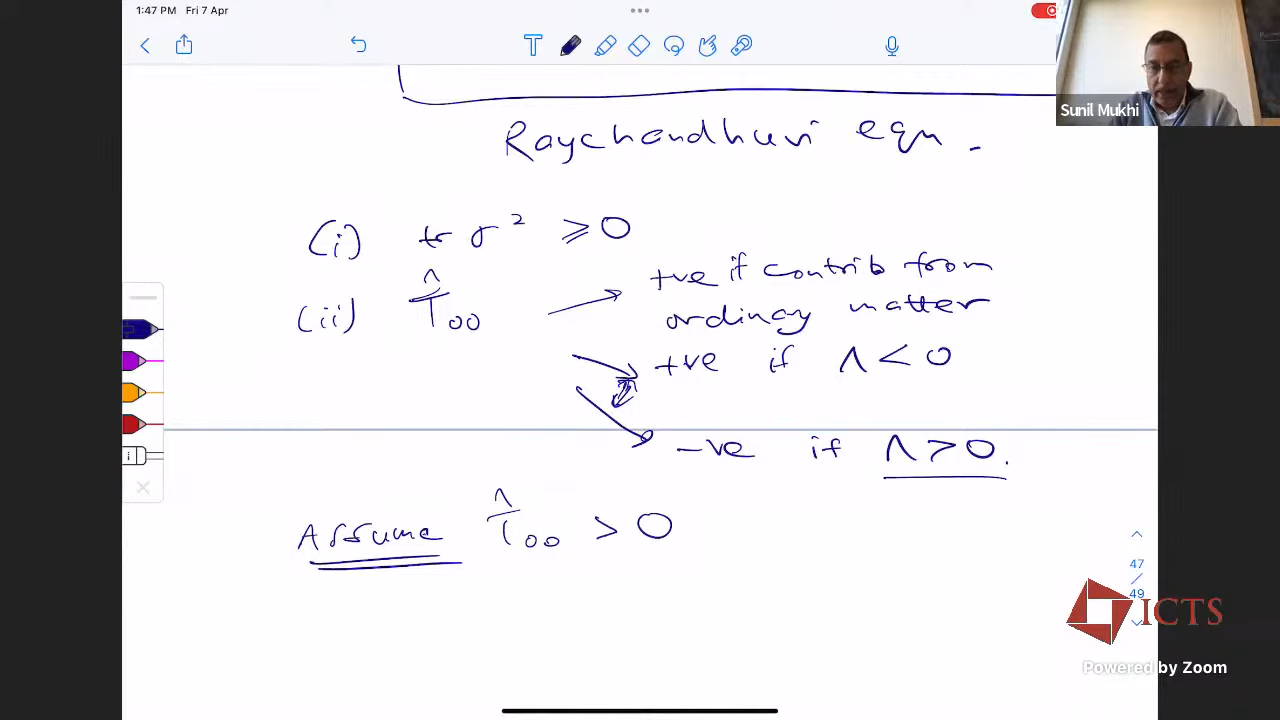 1:47 PM Fri 7 Apr
Sunil Mukhi
Raychaudhuri eqn.
(i) tr σ² ≥ 0
(ii) T̂₀₀ → +ve if contrib from
ordinary matter
+ve if Λ < 0
-ve if Λ > 0.
Assume T̂₀₀ > 0
47
/
49
ICTS
Powered by Zoom